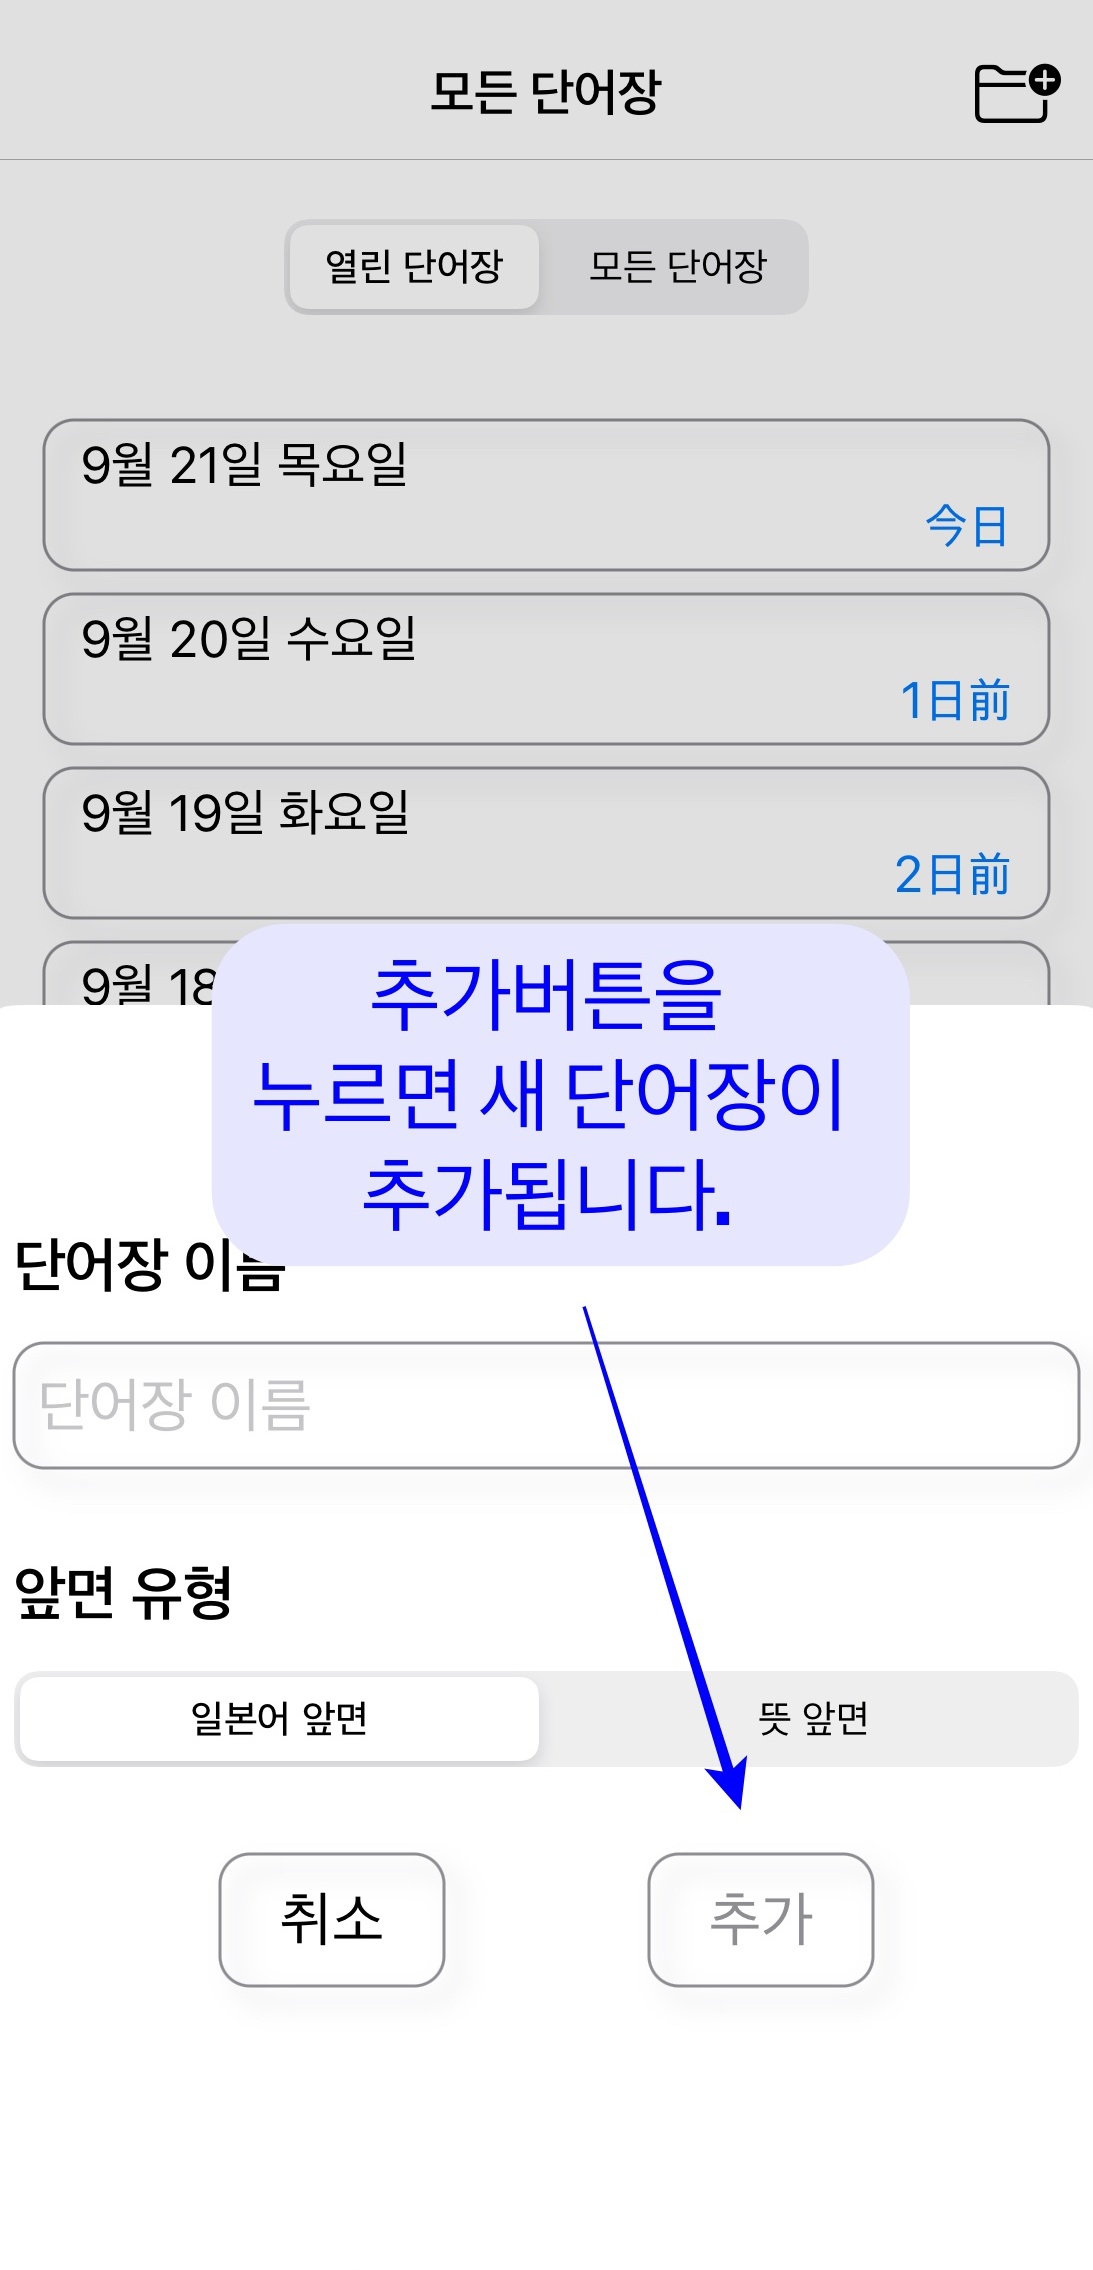 모든 단어장
열린 단어장
모든 단어장
9월 21일 목요일
今日
9월 20일 수요일
1日前
9월 19일 화요일
2日前
9월 18
추가버튼을
누르면 새 단어장이
추가됩니다.
단어장 이름
단어장 이름
앞면 유형
일본어 앞면
뜻 앞면
취소
추가